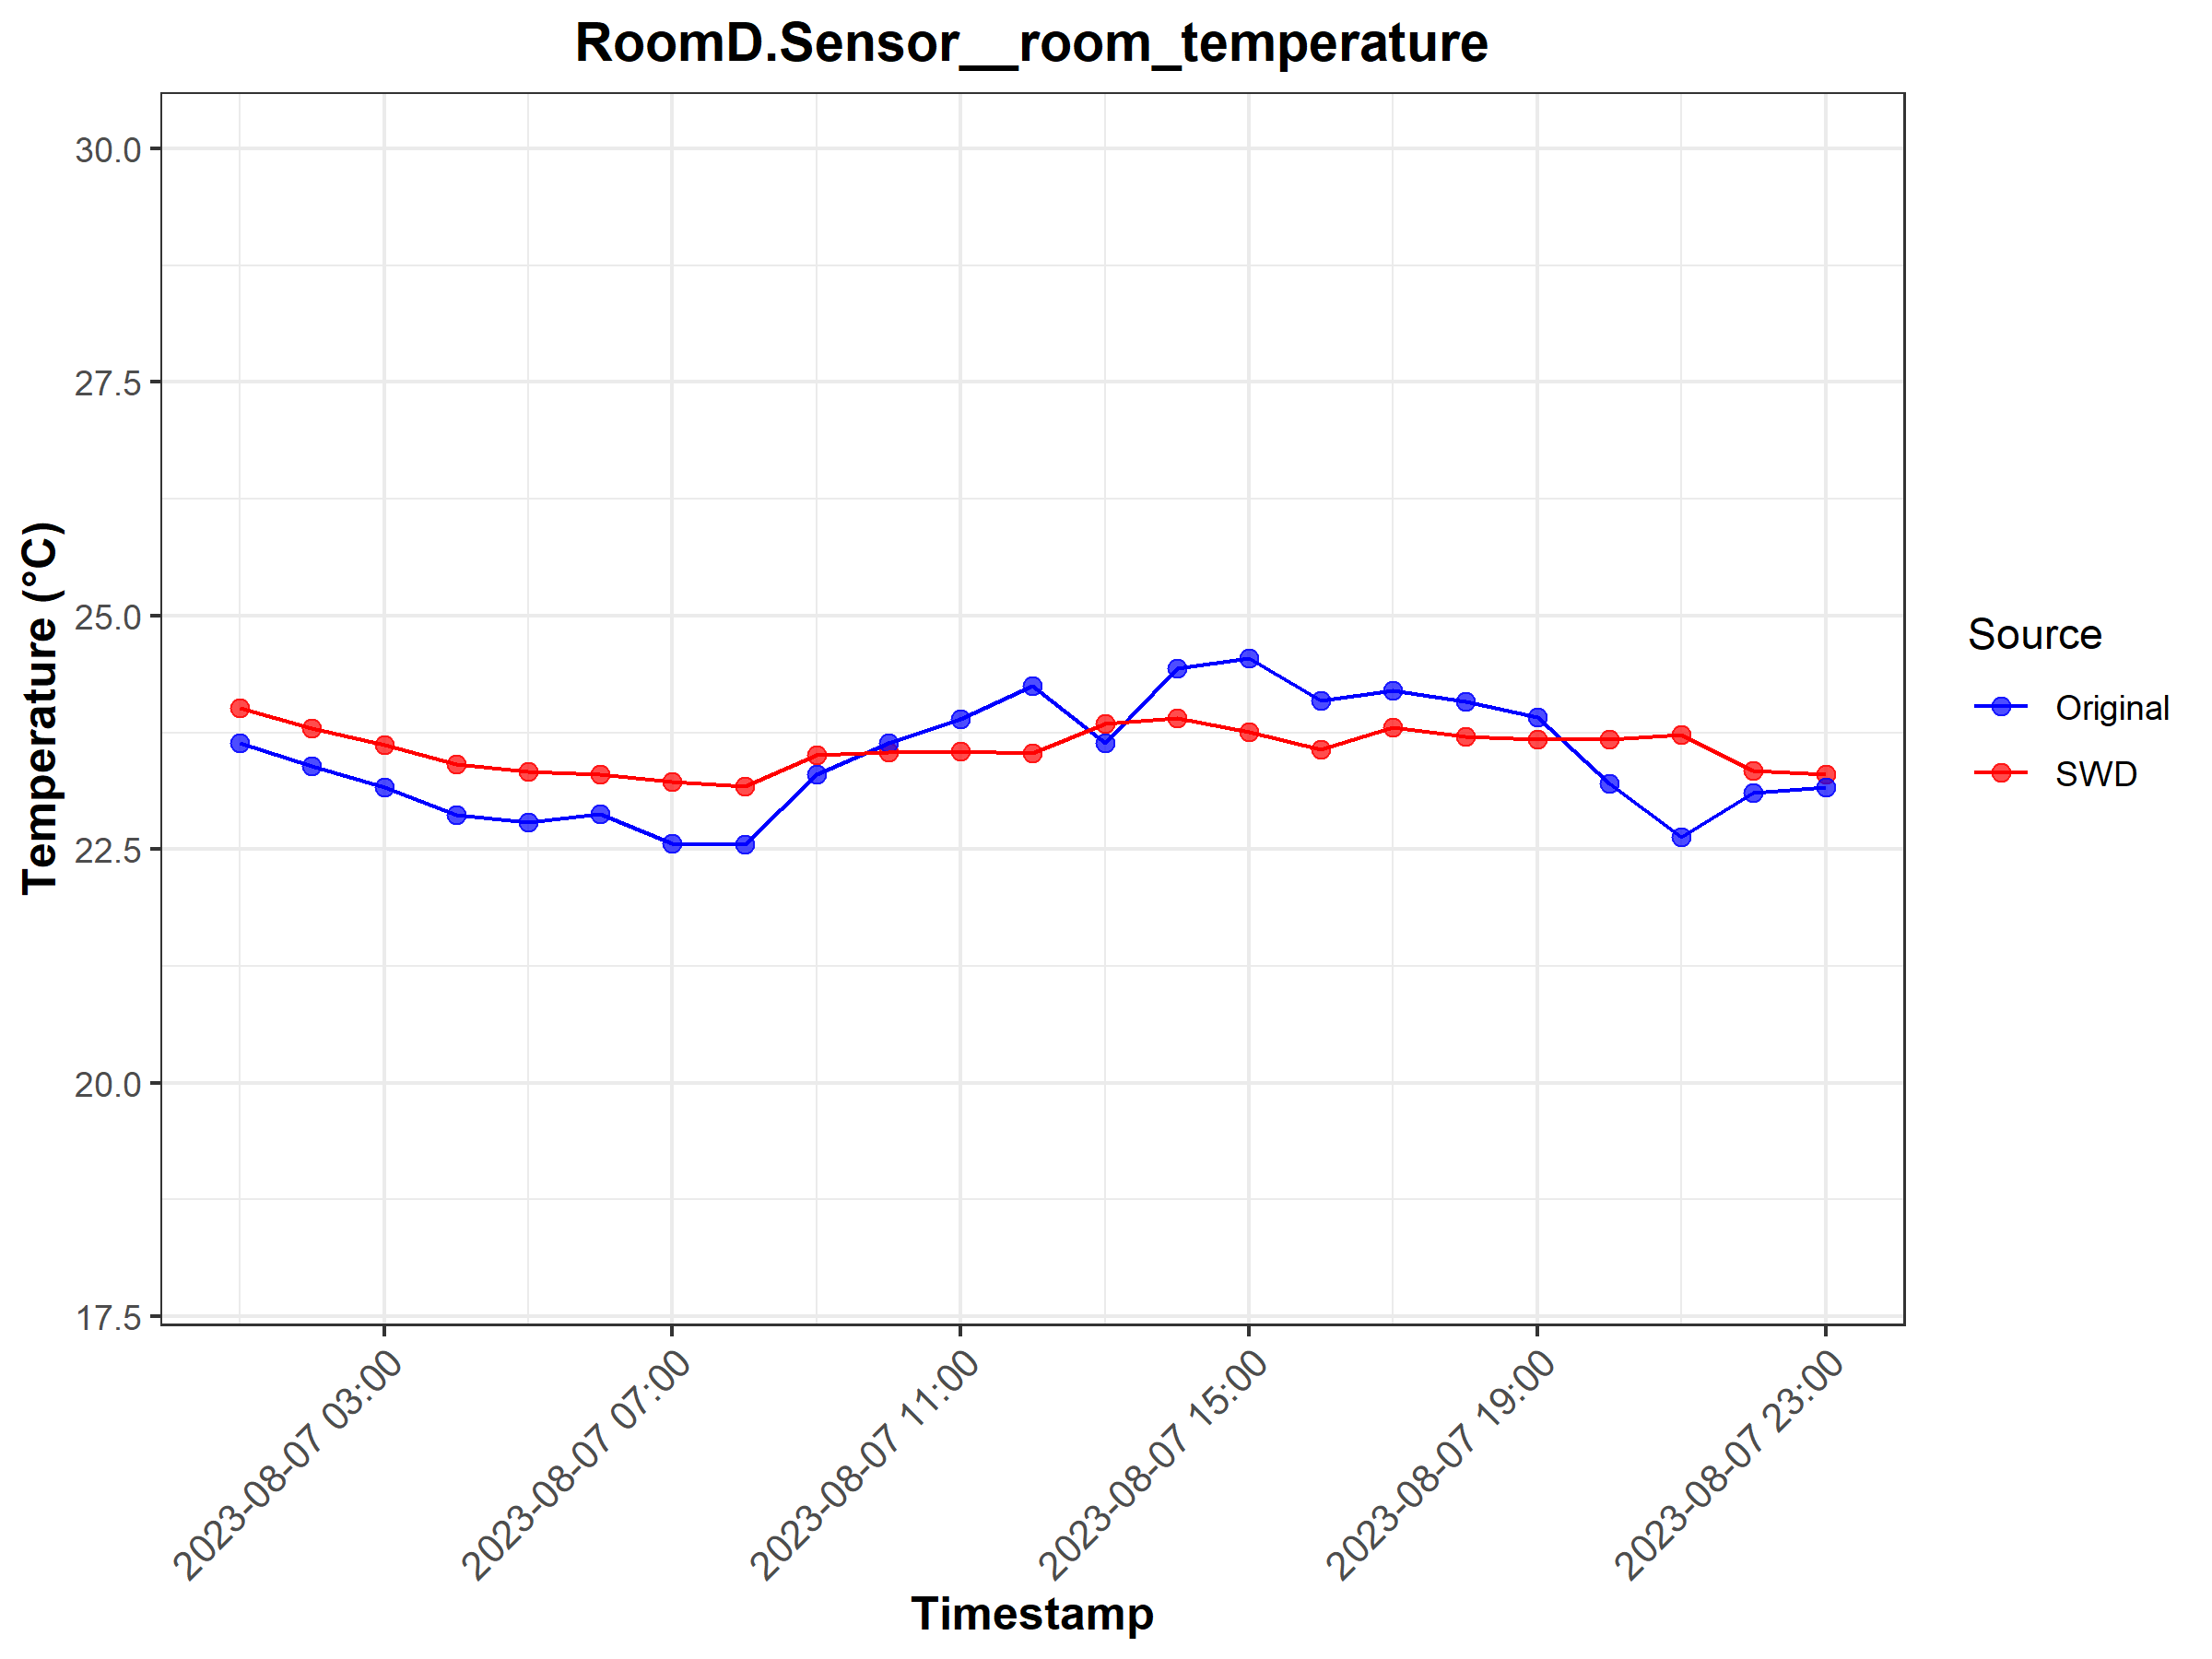 RoomD.Sensor__room_temperature
30.0
27.5
25.0
22.5
20.0
17.5
Temperature (°C)
2023-08-07 03:00
2023-08-07 07:00
2023-08-07 11:00
2023-08-07 15:00
2023-08-07 19:00
2023-08-07 23:00
Timestamp
Source
Original
SWD